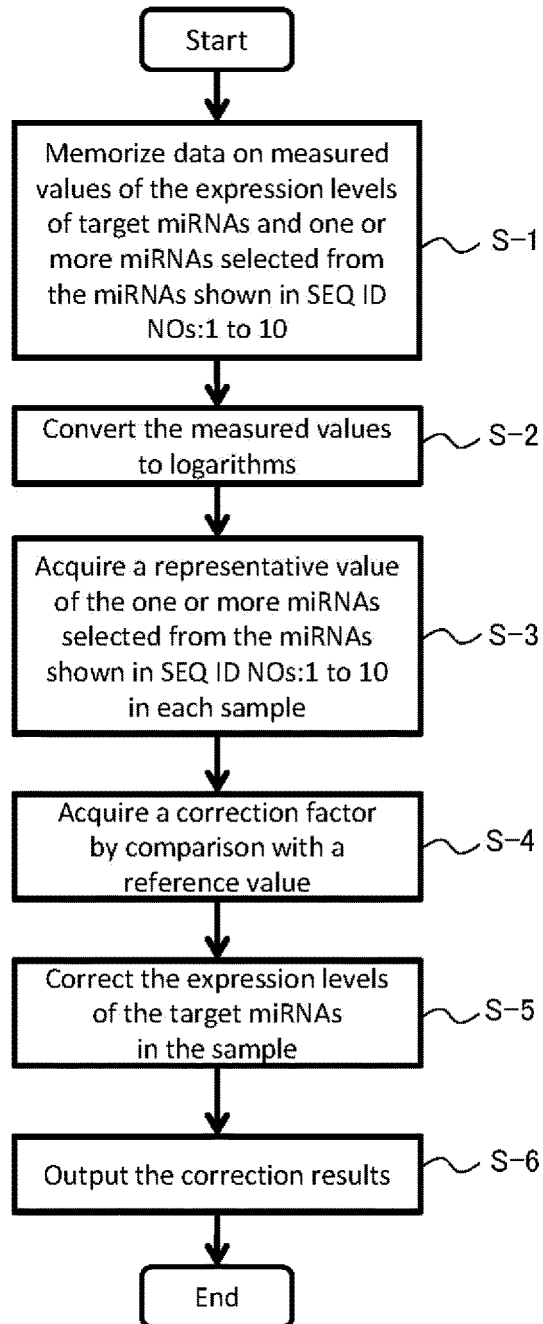 Start
Memorize data on measured
values of the expression levels
of target miRNAs and one or
more miRNAs selected from
the miRNAs shown in SEQ ID
NOs:1 to 10
S-1
Convert the measured values
to logarithms
S-2
Acquire a representative value
of the one or more miRNAs
selected from the miRNAs
shown in SEQ ID NOs:1 to 10
in each sample
S-3
Acquire a correction factor
by comparison with a
reference value
S-4
Correct the expression levels
of the target miRNAs
in the sample
S-5
Output the correction results
S-6
End